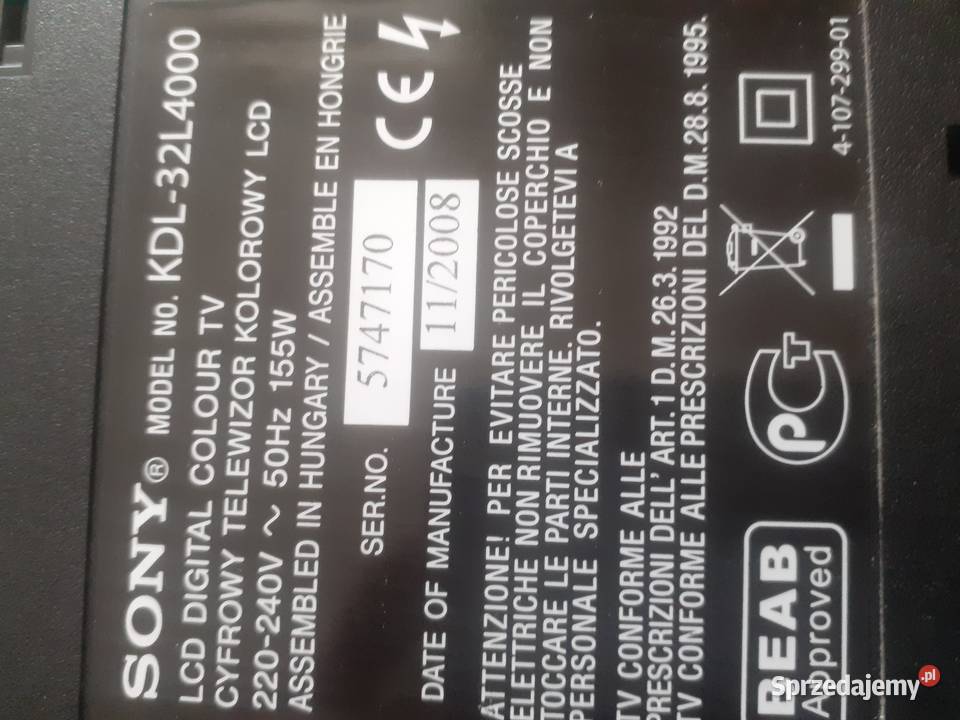 SONY® MODEL NO. KDL-32L4000
LCD DIGITAL COLOUR TV
CYFROWY TELEWIZOR KOLOROWY LCD
220-240V ~ 50Hz 155W
ASSEMBLED IN HUNGARY / ASSEMBLE EN HONGRIE
SER.NO. 5747170
CE
DATE OF MANUFACTURE 11/2008
ATTENZIONE! PER EVITARE PERICOLOSE SCOSSE
ELETTRICHE NON RIMUOVERE IL COPERCHIO E NON
TOCCARE LE PARTI INTERNE. RIVOLGETEVI A
PERSONALE SPECIALIZZATO.
TV CONFORME ALLE
PRESCRIZIONI DELL'ART.1 D.M.26.3.1992
TV CONFORME ALLE PRESCRIZIONI DEL D.M.28.8.1995.
BEAB
Approved
PCT
4-107-299-01
Sprzedajemy.pl